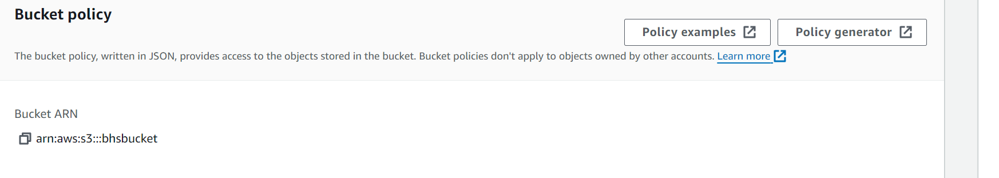 Bucket policy
Policy examples
Policy generator
The bucket policy, written in JSON, provides access to the objects stored in the bucket. Bucket policies don't apply to objects owned by other accounts. Learn more
Bucket ARN
arn:aws:s3:::bhsbucket